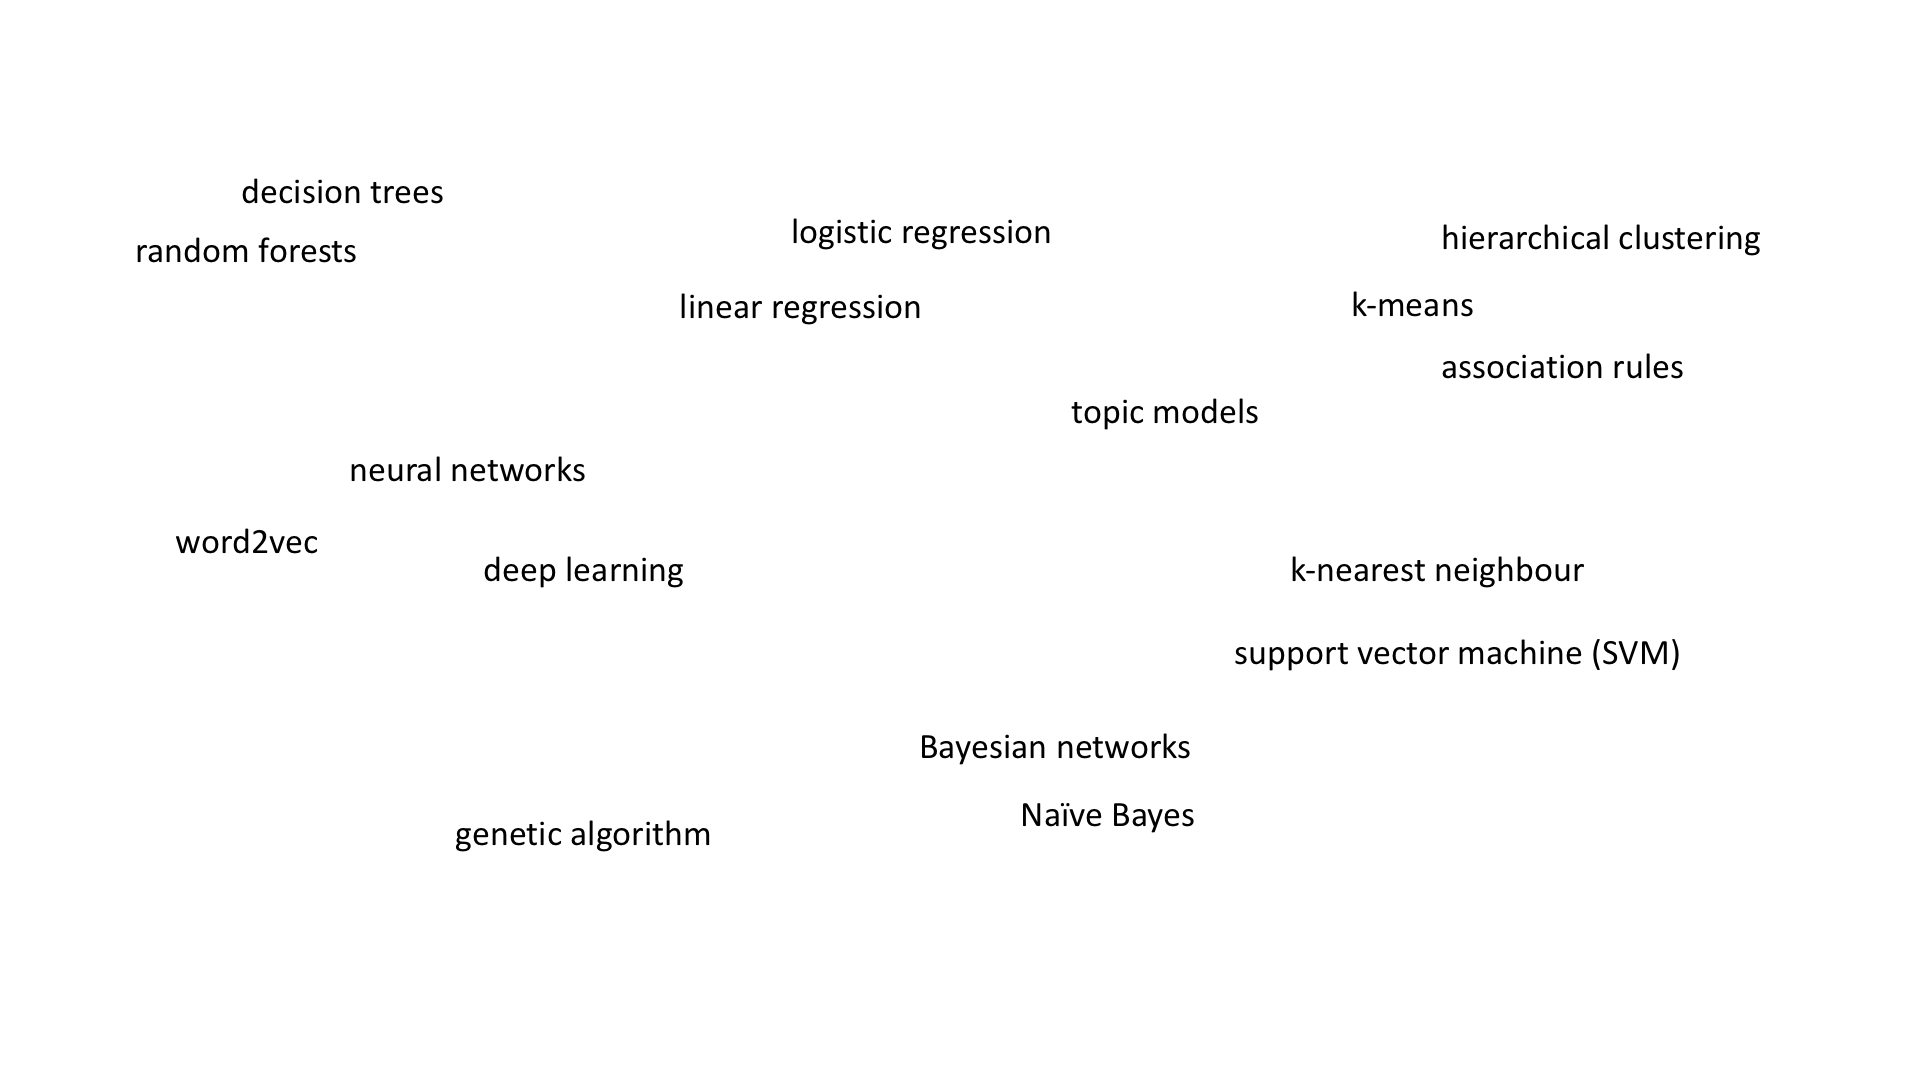 decision trees
logistic regression
hierarchical clustering
random forests
linear regression
k-means
association rules
topic models
neural networks
word2vec
deep learning
k-nearest neighbour
support vector machine (SVM)
Bayesian networks
Naïve Bayes
genetic algorithm